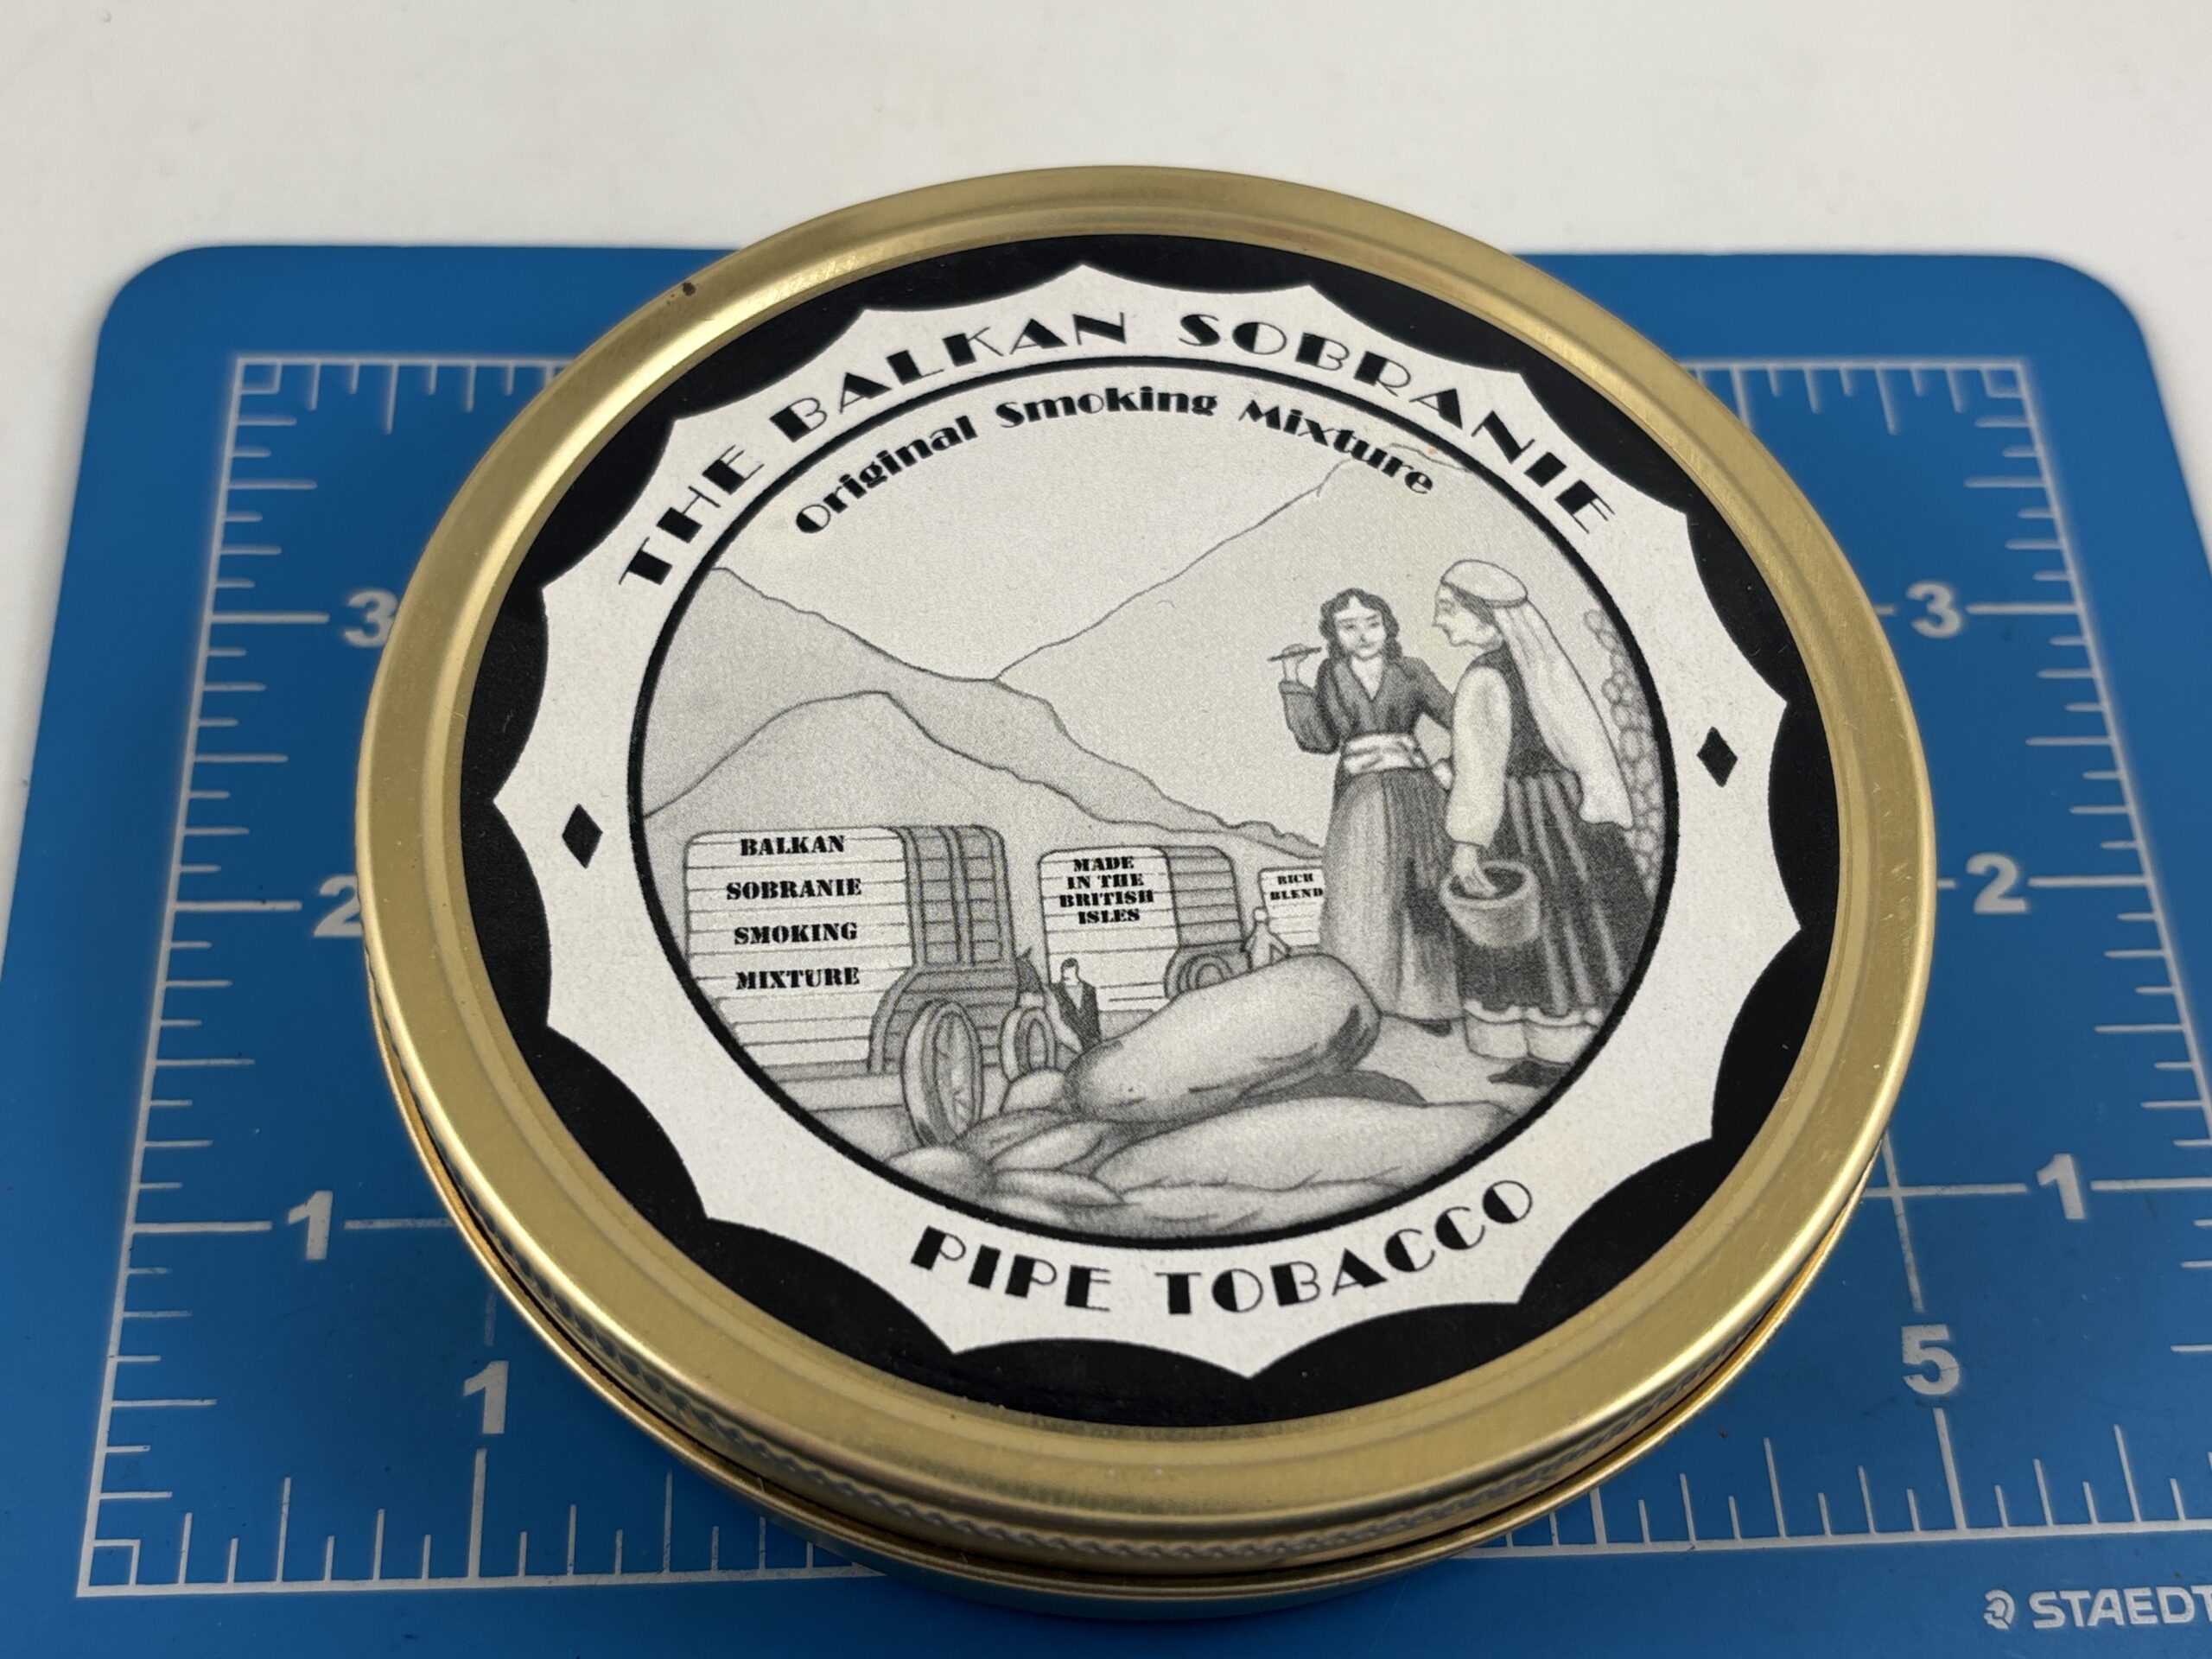 THE BALKAN SOBRANIE
Original Smoking Mixture
BALKAN
SOBRANIE
SMOKING
MIXTURE
MADE
IN THE
BRITISH
ISLES
RICH
BLEND
PIPE TOBACCO
3
3
2
2
1
1
1
5